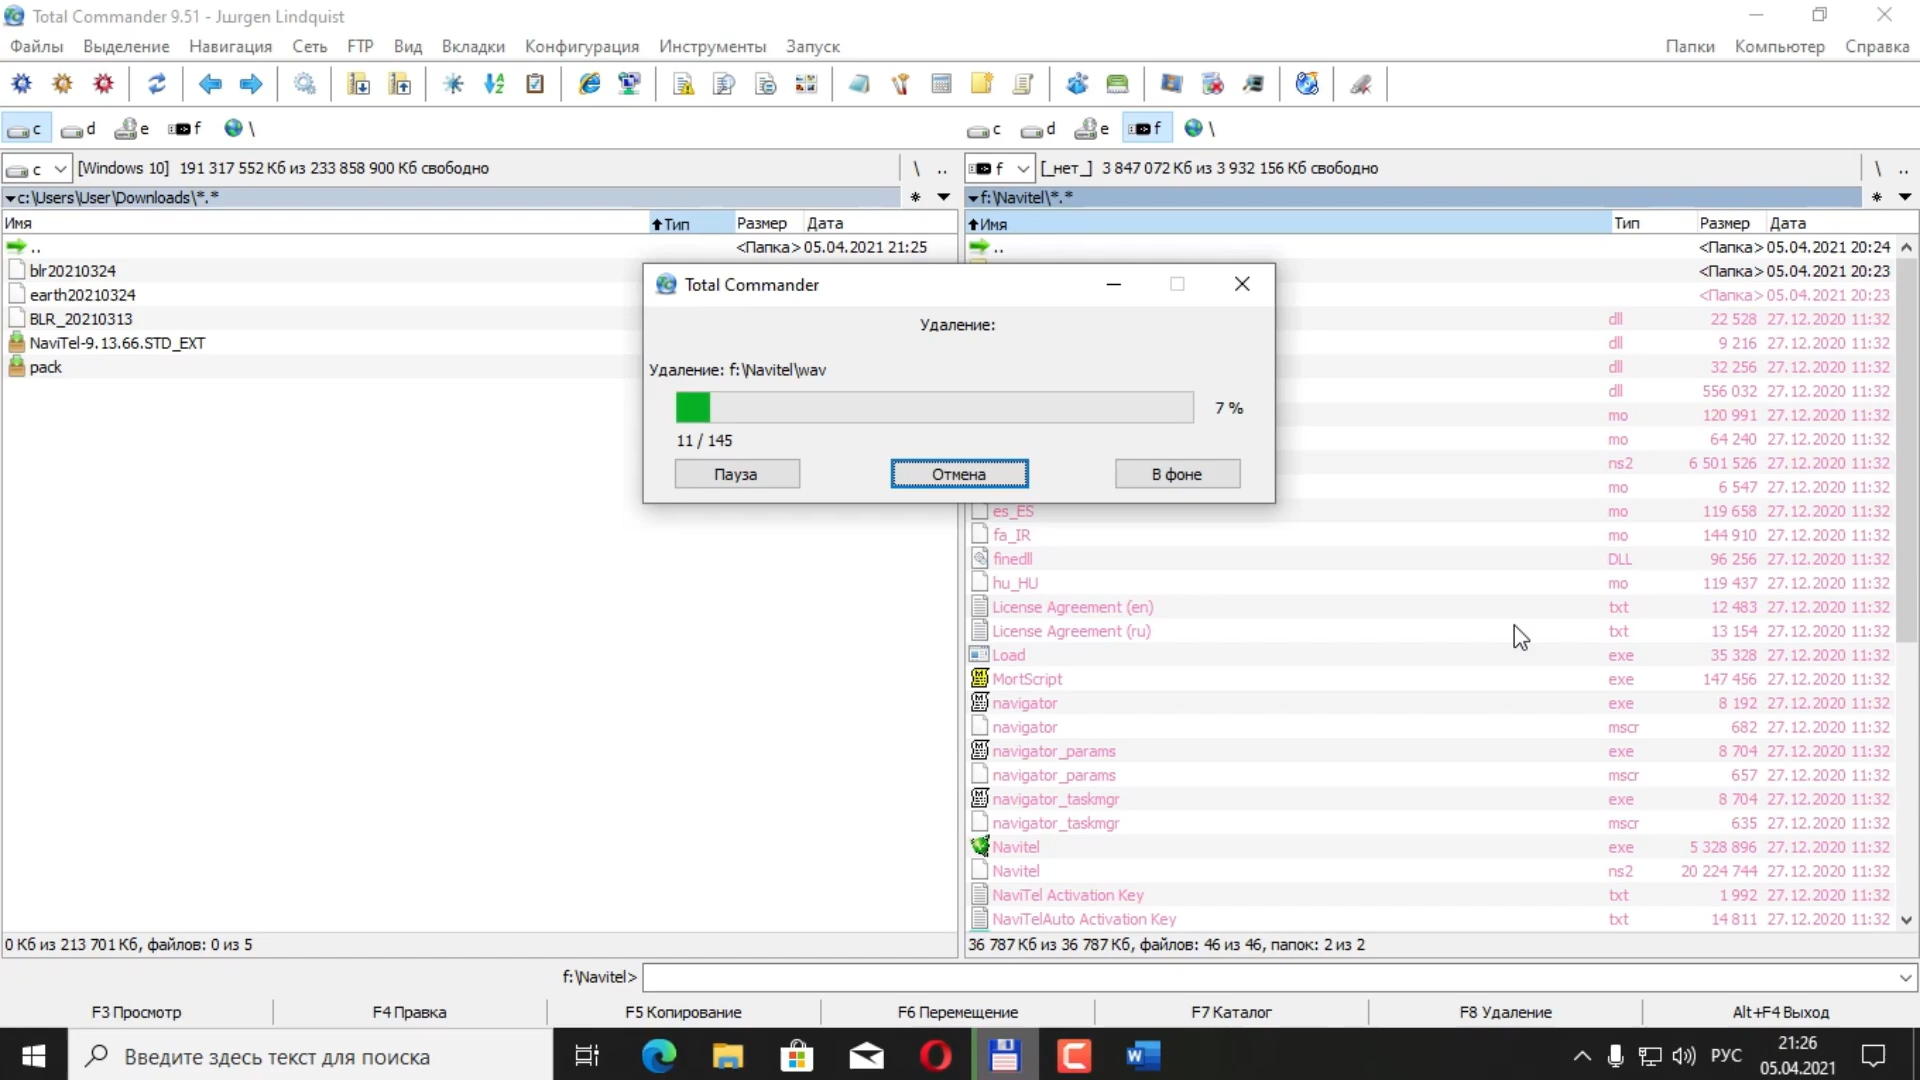 Total Commander 9.51 - Jшrgen Lindquist
Файлы Выделение Навигация Сеть FTP Вид Вкладки Конфигурация Инструменты Запуск Папки Компьютер Справка
c d e f \
c d e f \
c [Windows 10] 191 317 552 Кб из 233 858 900 Кб свободно \ ..
f [_нет_] 3 847 072 Кб из 3 932 156 Кб свободно \ ..
c:\Users\User\Downloads\*.* *
f:\Navitel\*.* *
Имя Тип Размер Дата
.. <Папка> 05.04.2021 21:25
blr20210324
earth20210324
BLR_20210313
NaviTel-9.13.66.STD_EXT
pack
Имя Тип Размер Дата
.. <Папка> 05.04.2021 20:24
<Папка> 05.04.2021 20:23
<Папка> 05.04.2021 20:23
dll 22 528 27.12.2020 11:32
dll 9 216 27.12.2020 11:32
dll 32 256 27.12.2020 11:32
dll 556 032 27.12.2020 11:32
mo 120 991 27.12.2020 11:32
mo 64 240 27.12.2020 11:32
ns2 6 501 526 27.12.2020 11:32
mo 6 547 27.12.2020 11:32
es_ES mo 119 658 27.12.2020 11:32
fa_IR mo 144 910 27.12.2020 11:32
finedll DLL 96 256 27.12.2020 11:32
hu_HU mo 119 437 27.12.2020 11:32
License Agreement (en) txt 12 483 27.12.2020 11:32
License Agreement (ru) txt 13 154 27.12.2020 11:32
Load exe 35 328 27.12.2020 11:32
MortScript exe 147 456 27.12.2020 11:32
navigator exe 8 192 27.12.2020 11:32
navigator mscr 682 27.12.2020 11:32
navigator_params exe 8 704 27.12.2020 11:32
navigator_params mscr 657 27.12.2020 11:32
navigator_taskmgr exe 8 704 27.12.2020 11:32
navigator_taskmgr mscr 635 27.12.2020 11:32
Navitel exe 5 328 896 27.12.2020 11:32
Navitel ns2 20 224 744 27.12.2020 11:32
NaviTel Activation Key txt 1 992 27.12.2020 11:32
NaviTelAuto Activation Key txt 14 811 27.12.2020 11:32
Total Commander
Удаление:
Удаление: f:\Navitel\wav
7 %
11 / 145
Пауза Отмена В фоне
0 Кб из 213 701 Кб, файлов: 0 из 5
36 787 Кб из 36 787 Кб, файлов: 46 из 46, папок: 2 из 2
f:\Navitel>
F3 Просмотр F4 Правка F5 Копирование F6 Перемещение F7 Каталог F8 Удаление Alt+F4 Выход
Введите здесь текст для поиска
РУС
21:26
05.04.2021